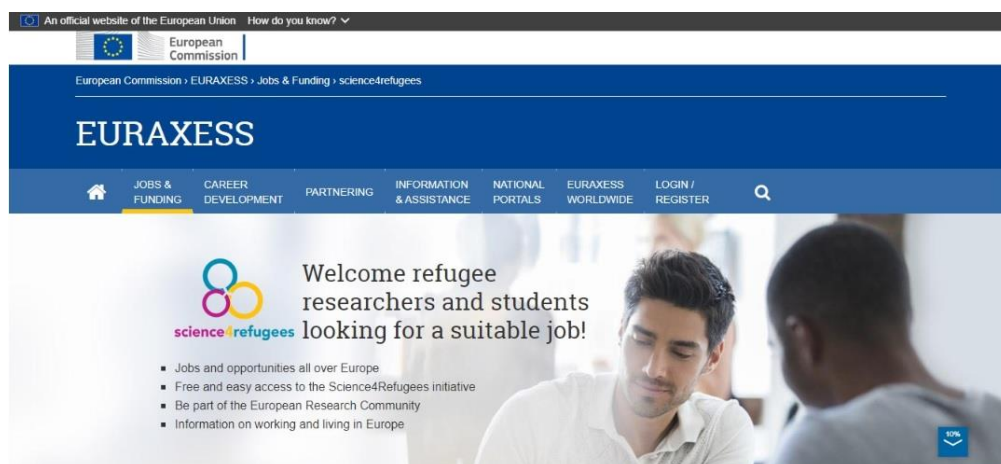 An official website of the European Union How do you know?
European
Commission
European Commission › EURAXESS › Jobs & Funding › science4refugees
EURAXESS
JOBS &
FUNDING
CAREER
DEVELOPMENT
PARTNERING
INFORMATION
& ASSISTANCE
NATIONAL
PORTALS
EURAXESS
WORLDWIDE
LOGIN /
REGISTER
science4refugees
Welcome refugee
researchers and students
looking for a suitable job!
▪ Jobs and opportunities all over Europe
▪ Free and easy access to the Science4Refugees initiative
▪ Be part of the European Research Community
▪ Information on working and living in Europe
10%